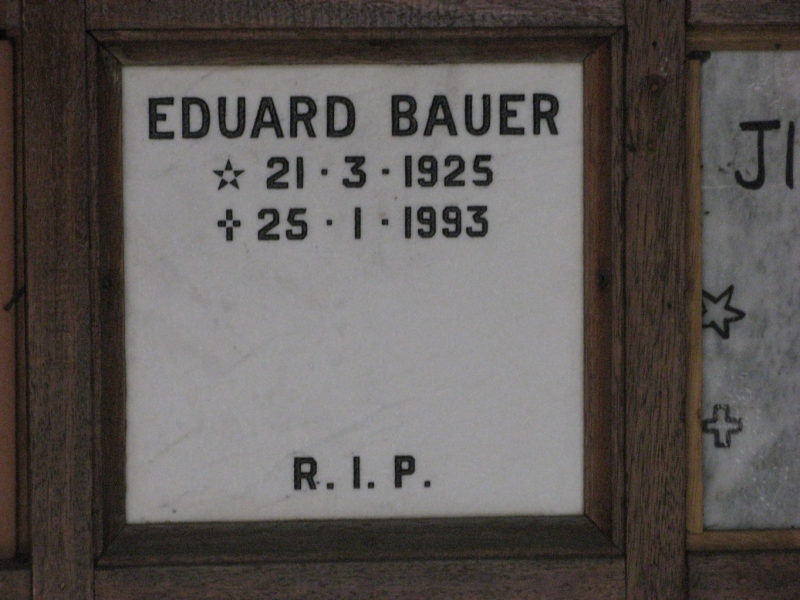 EDUARD BAUER
☆ 21 · 3 · 1925
✣ 25 · 1 · 1993
R. I. P.